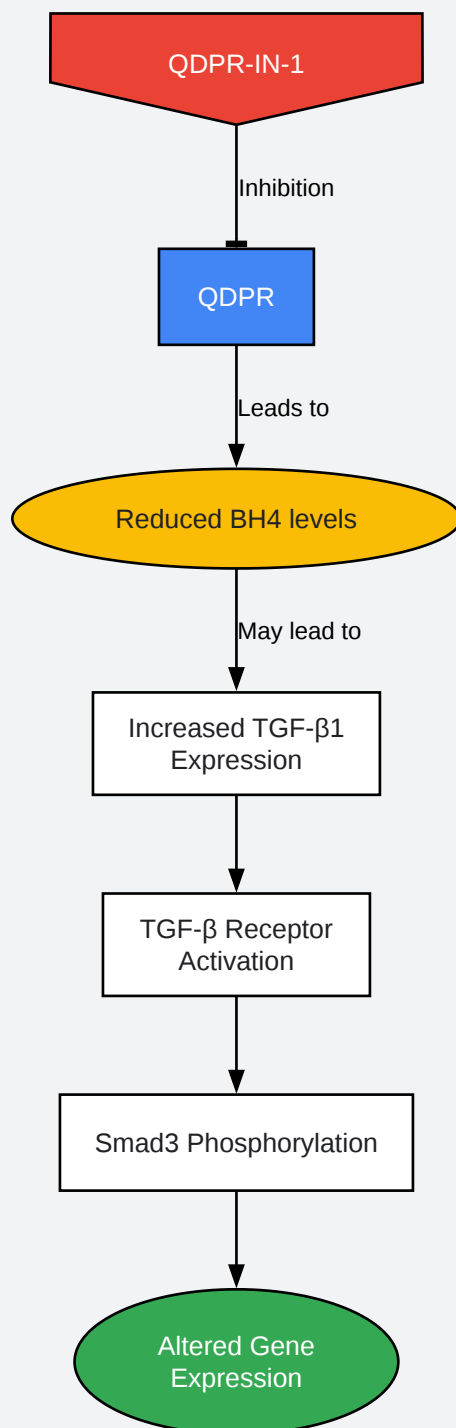 QDPR-IN-1
Inhibition
QDPR
Leads to
Reduced BH4 levels
May lead to
Increased TGF-β1
Expression
TGF-β Receptor
Activation
Smad3 Phosphorylation
Altered Gene
Expression